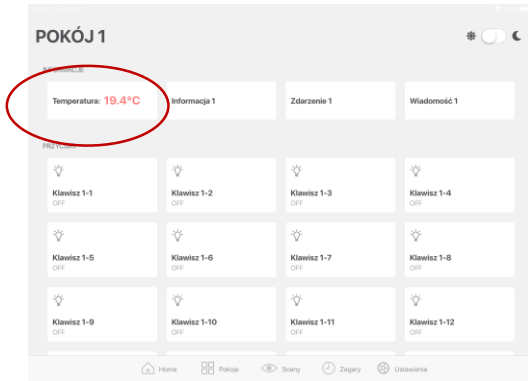 POKÓJ 1
INFORMACJE
Temperatura: 19.4°C
Informacja 1
Zdarzenie 1
Wiadomość 1
PRZYCISKI
Klawisz 1-1
OFF
Klawisz 1-2
OFF
Klawisz 1-3
OFF
Klawisz 1-4
OFF
Klawisz 1-5
OFF
Klawisz 1-6
OFF
Klawisz 1-7
OFF
Klawisz 1-8
OFF
Klawisz 1-9
OFF
Klawisz 1-10
OFF
Klawisz 1-11
OFF
Klawisz 1-12
OFF
Home
Pokoje
Sceny
Zegary
Ustawienia